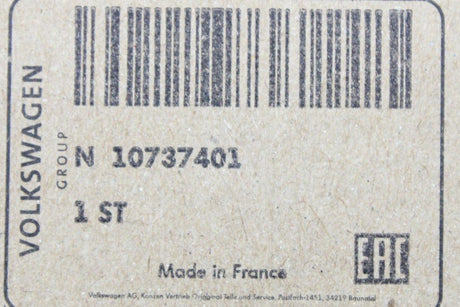 VOLKSWAGEN
GROUP
N 10737401
1 ST
Made in France
EAC
Volkswagen AG, Konzern Vertrieb Original Teile und Service, Postfach-1451, 34219 Baunatal